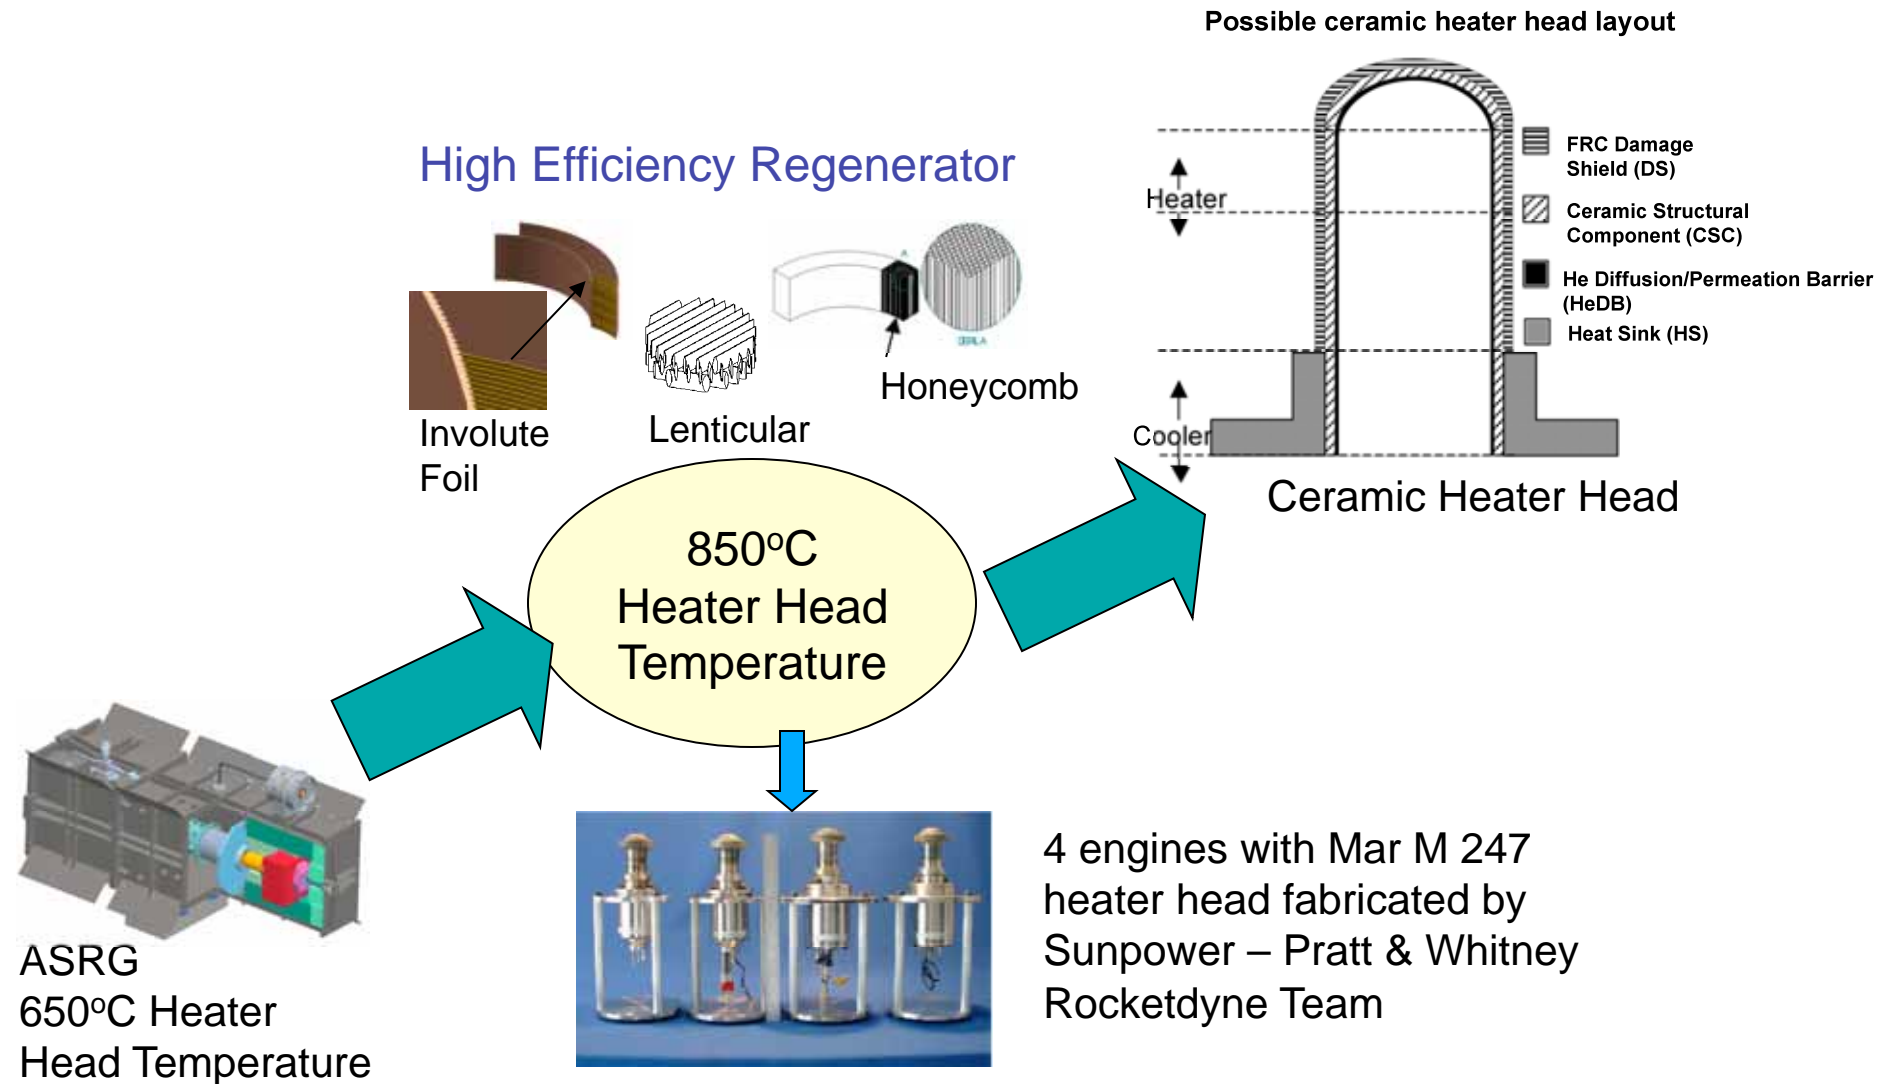 Possible ceramic heater head layout
High Efficiency Regenerator
Heater
FRC Damage
Shield (DS)
Ceramic Structural
Component (CSC)
He Diffusion/Permeation Barrier
(HeDB)
Heat Sink (HS)
A
Honeycomb
Involute
Foil
Lenticular
Cooler
Ceramic Heater Head
850ºC
Heater Head
Temperature
ASRG
650ºC Heater
Head Temperature
4 engines with Mar M 247
heater head fabricated by
Sunpower – Pratt & Whitney
Rocketdyne Team